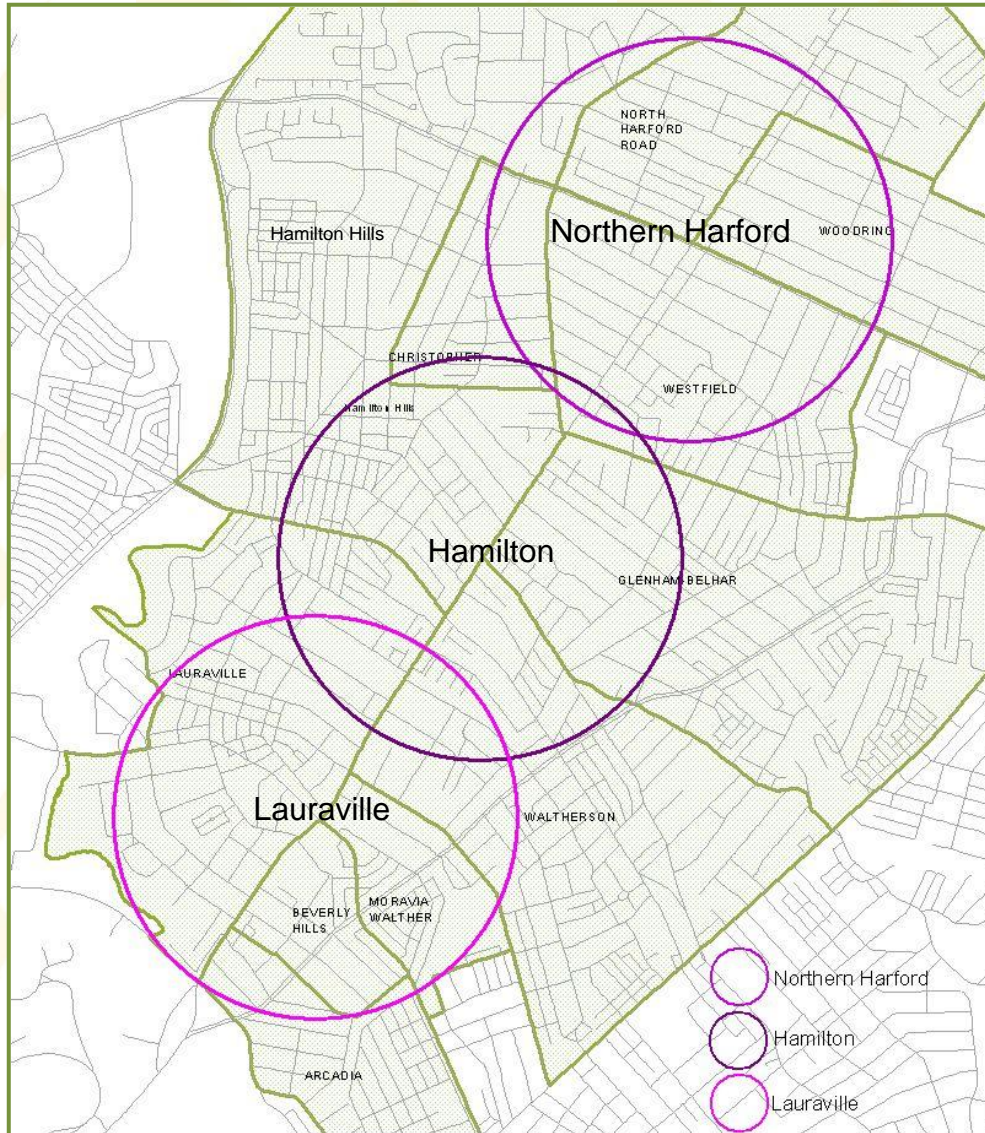 NORTH
HARFORD
ROAD
Northern Harford
WOODRING
Hamilton Hills
CHRISTOPHER
WESTFIELD
Hamilton Hills
Hamilton
GLENHAM-BELHAR
LAURAVILLE
Lauraville
WALTHERSON
MORAVIA
WALTHER
BEVERLY
HILLS
ARCADIA
Northern Harford
Hamilton
Lauraville